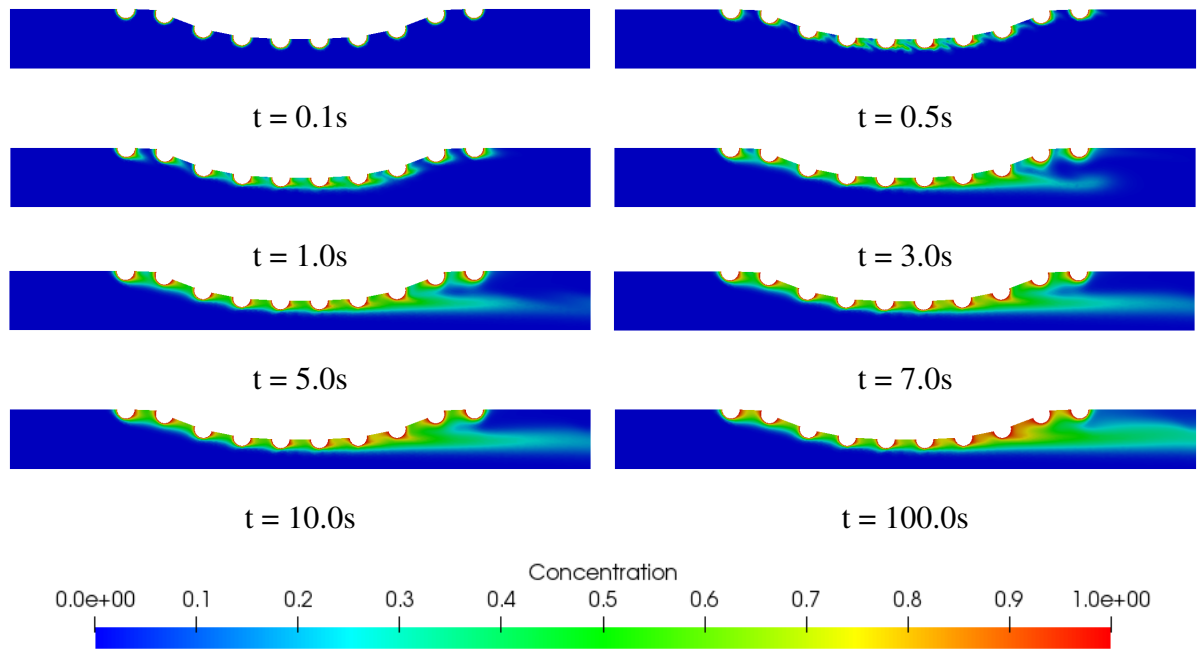 t = 0.1s
t = 0.5s
t = 1.0s
t = 3.0s
t = 5.0s
t = 7.0s
t = 10.0s
t = 100.0s
Concentration
0.0e+00 0.1 0.2 0.3 0.4 0.5 0.6 0.7 0.8 0.9 1.0e+00